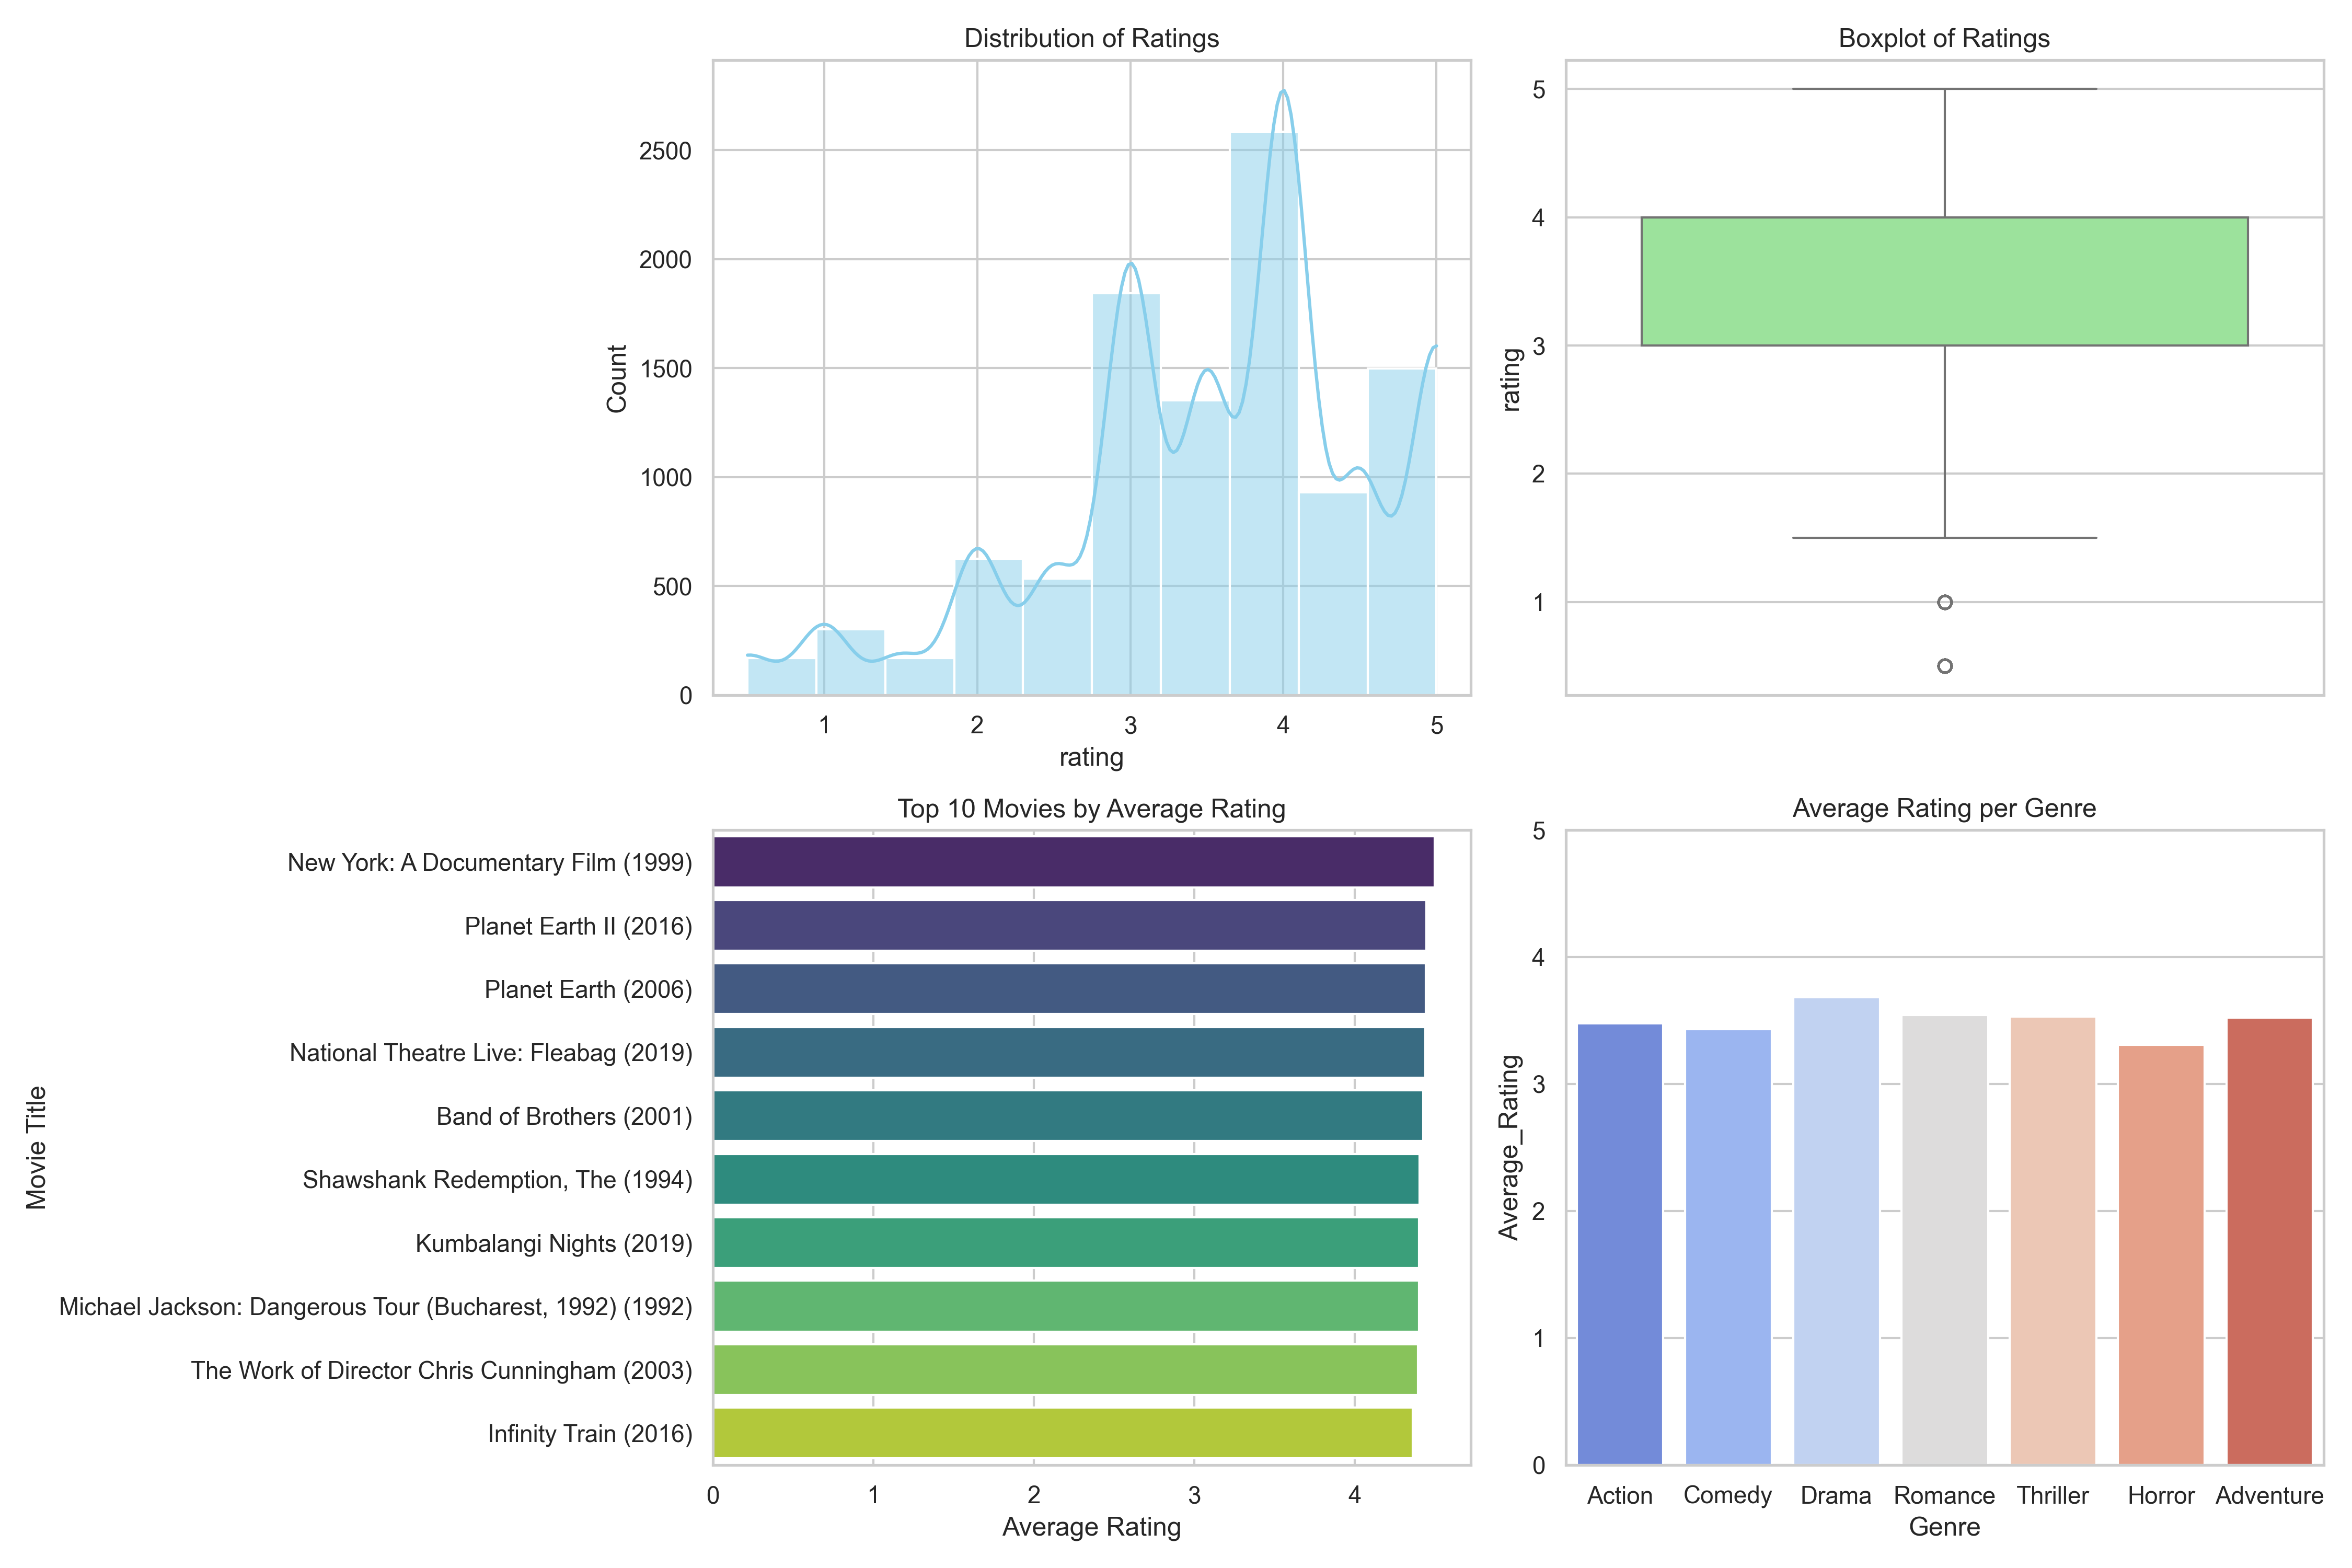 Distribution of Ratings
Count
2500
2000
1500
1000
500
0
1 2 3 4 5
rating
Boxplot of Ratings
rating
5
4
3
2
1
Top 10 Movies by Average Rating
Movie Title
New York: A Documentary Film (1999)
Planet Earth II (2016)
Planet Earth (2006)
National Theatre Live: Fleabag (2019)
Band of Brothers (2001)
Shawshank Redemption, The (1994)
Kumbalangi Nights (2019)
Michael Jackson: Dangerous Tour (Bucharest, 1992) (1992)
The Work of Director Chris Cunningham (2003)
Infinity Train (2016)
0 1 2 3 4
Average Rating
Average Rating per Genre
Average_Rating
5
4
3
2
1
0
Action Comedy Drama Romance Thriller Horror Adventure
Genre